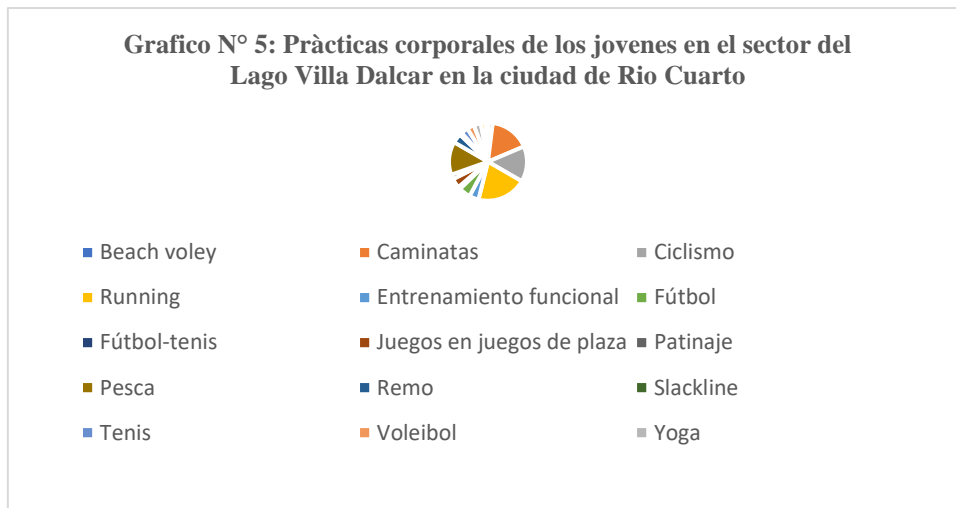 Grafico N° 5: Pràcticas corporales de los jovenes en el sector del
Lago Villa Dalcar en la ciudad de Rio Cuarto
Beach voley Caminatas Ciclismo
Running Entrenamiento funcional Fútbol
Fútbol-tenis Juegos en juegos de plaza Patinaje
Pesca Remo Slackline
Tenis Voleibol Yoga